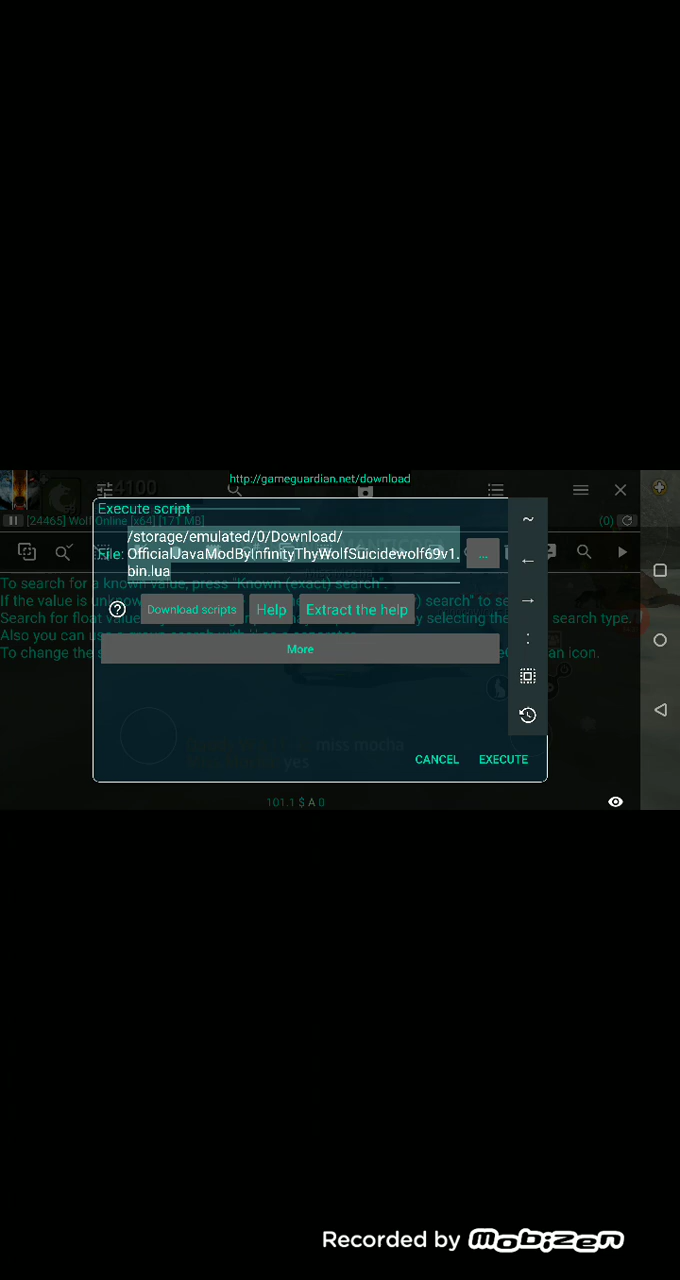 4100
http://gameguardian.net/download
Execute script
[24465] Wolf Online [x64] [171 MB]
(0)
/storage/emulated/0/Download/
File: OfficialJavaModByInfinityThyWolfSuicidewolf69v1.
bin.lua
...
To search for a known value, press "Known (exact) search".
If the value is unknown
search" to se
Search for float value
by selecting the
search type.
Also you can use a group search with
To change the s
an icon.
Download scripts
Help
Extract the help
More
miss mocha
yes
CANCEL
EXECUTE
101.1 $ A 0
Recorded by mobizen